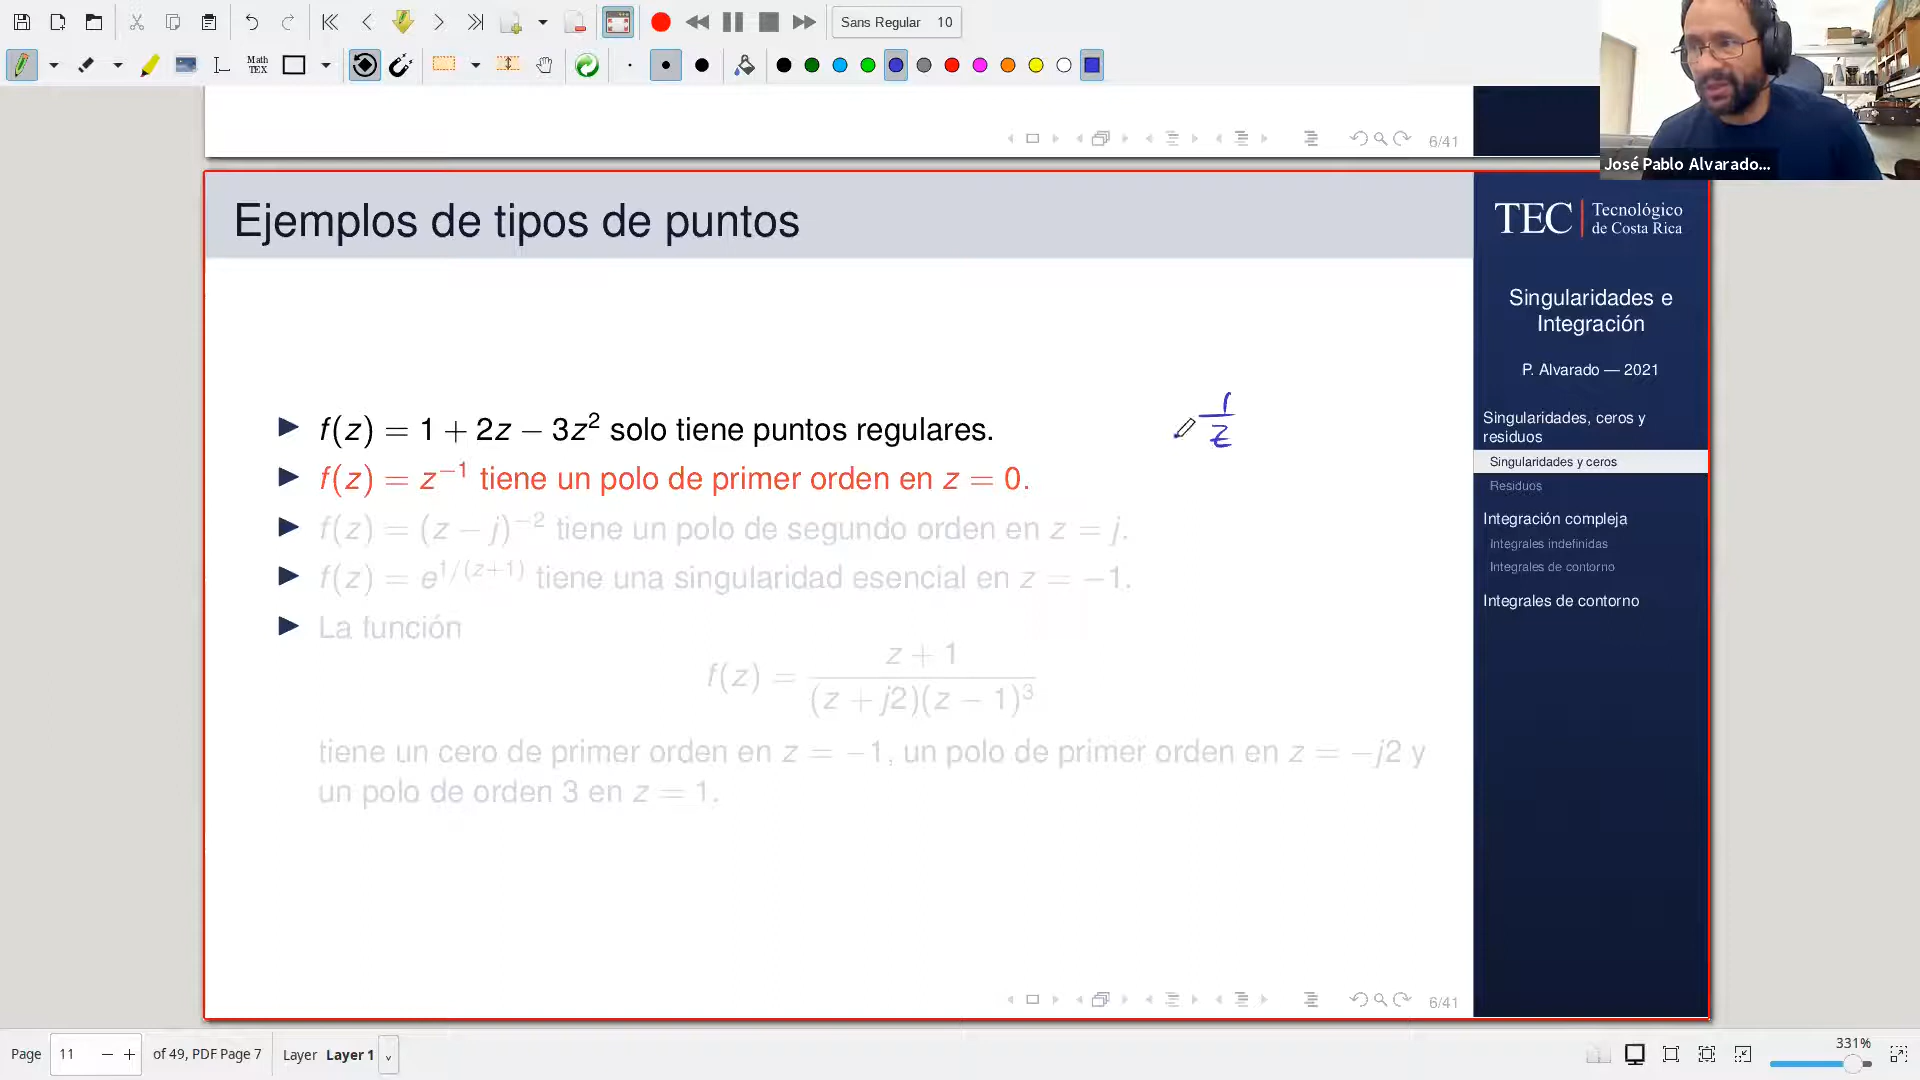 Sans Regular 10
Math
TEX
6/41
José Pablo Alvarado...
Ejemplos de tipos de puntos
TEC | Tecnológico
de Costa Rica
Singularidades e
Integración
P. Alvarado — 2021
Singularidades, ceros y
residuos
Singularidades y ceros
Residuos
Integración compleja
Integrales indefinidas
Integrales de contorno
Integrales de contorno
▶ f(z) = 1 + 2z − 3z² solo tiene puntos regulares.
1/z
▶ f(z) = z⁻¹ tiene un polo de primer orden en z = 0.
▶ f(z) = (z − j)⁻² tiene un polo de segundo orden en z = j.
▶ f(z) = e^{1/(z+1)} tiene una singularidad esencial en z = −1.
▶ La función
f(z) = (z + 1) / ((z + j2)(z − 1)³)
tiene un cero de primer orden en z = −1, un polo de primer orden en z = −j2 y
un polo de orden 3 en z = 1.
6/41
Page 11 of 49, PDF Page 7 Layer Layer 1
331%